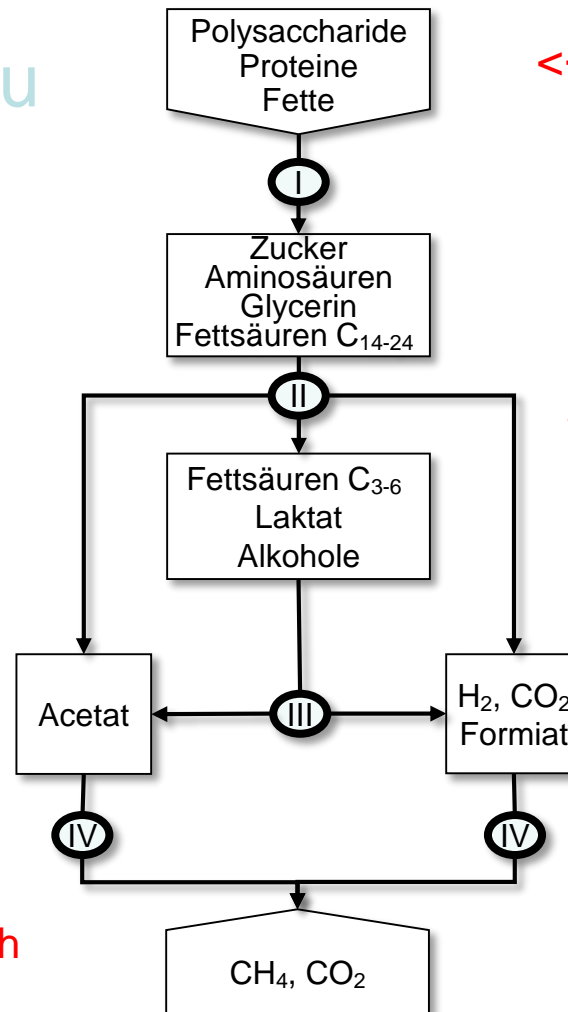 u
Polysaccharide
Proteine
Fette
<
I
Zucker
Aminosäuren
Glycerin
Fettsäuren C₁₄₋₂₄
II
Fettsäuren C₃₋₆
Laktat
Alkohole
Acetat
III
H₂, CO₂
Formiat
IV
IV
h
CH₄, CO₂